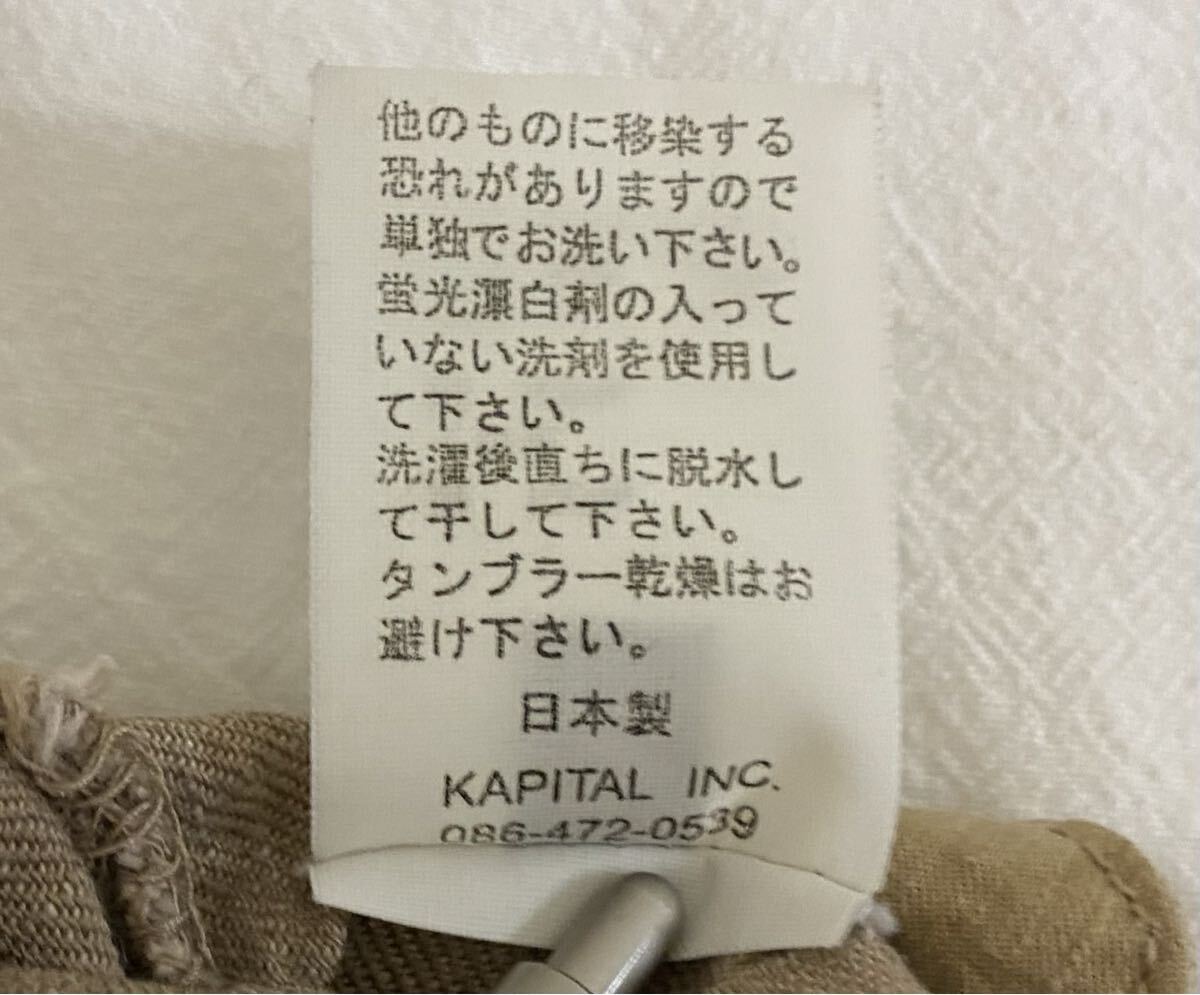 他のものに移染する
恐れがありますので
単独でお洗い下さい。
蛍光漂白剤の入って
いない洗剤を使用し
て下さい。
洗濯後直ちに脱水し
て干して下さい。
タンブラー乾燥はお
避け下さい。
日本製
KAPITAL INC.
086-472-0539